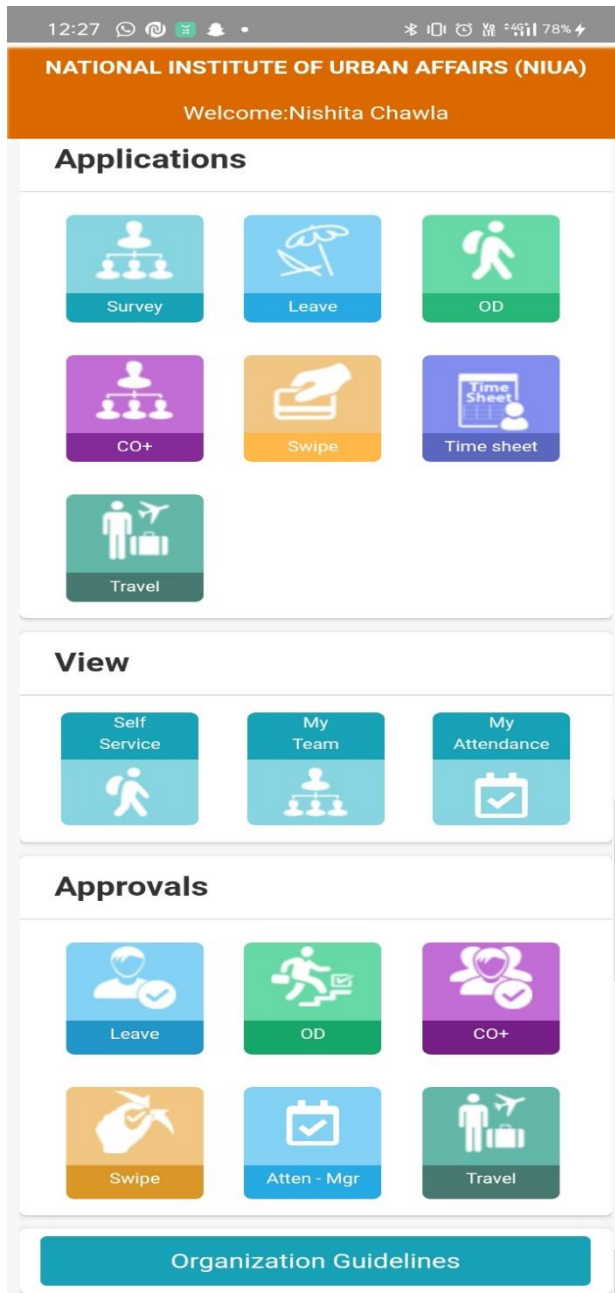 12:27 78%
NATIONAL INSTITUTE OF URBAN AFFAIRS (NIUA)
Welcome:Nishita Chawla
Applications
Survey Leave OD
Time
Sheet
CO+ Swipe Time sheet
Travel
View
Self My My
Service Team Attendance
Approvals
Leave OD CO+
Swipe Atten - Mgr Travel
Organization Guidelines